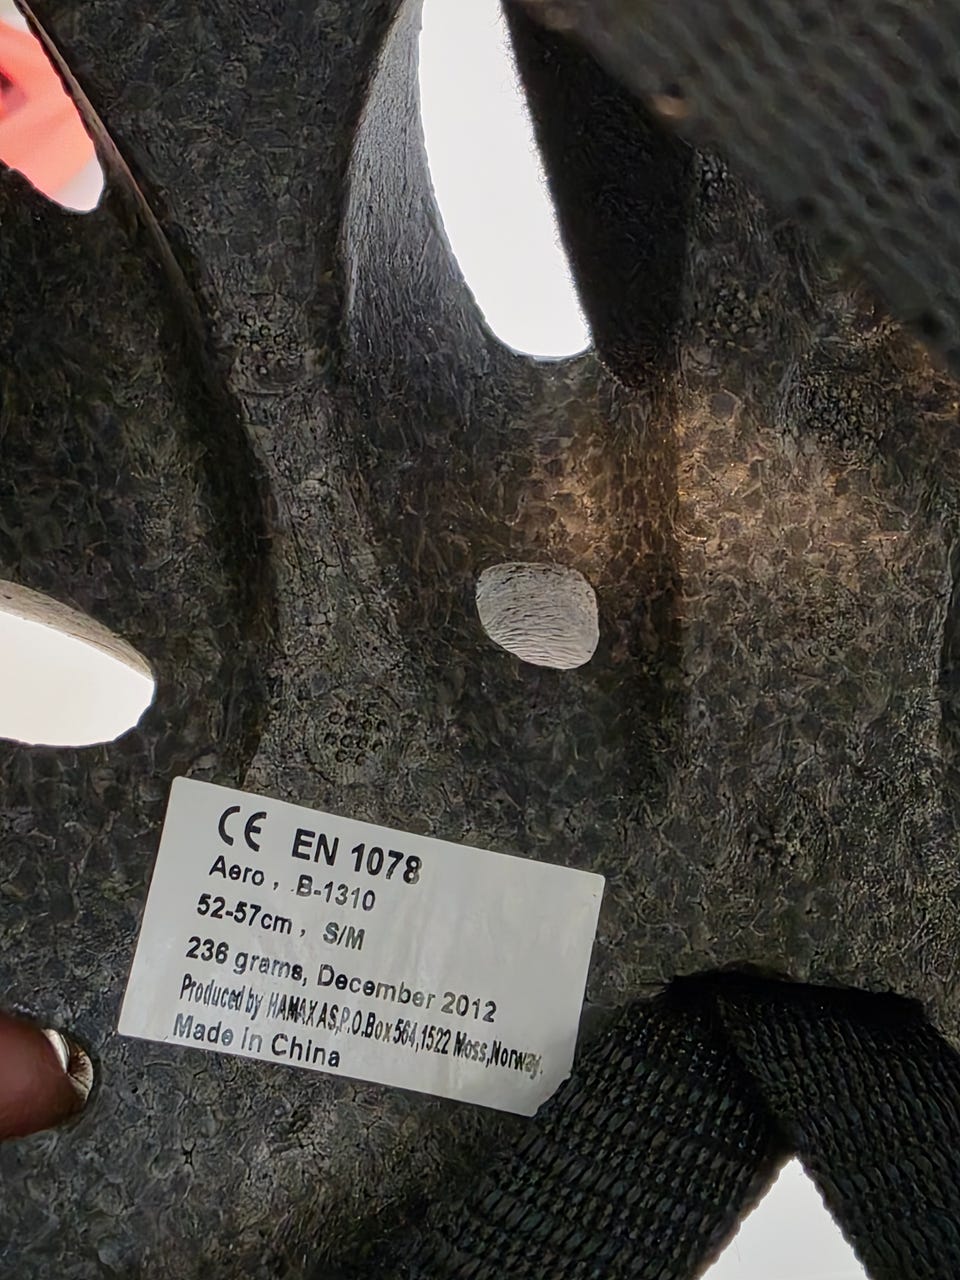 CE EN 1078
Aero, B-1310
52-57cm, S/M
236 grams, December 2012
Produced by HAMAX AS,P.O.Box 564,1522 Moss,Norway.
Made in China